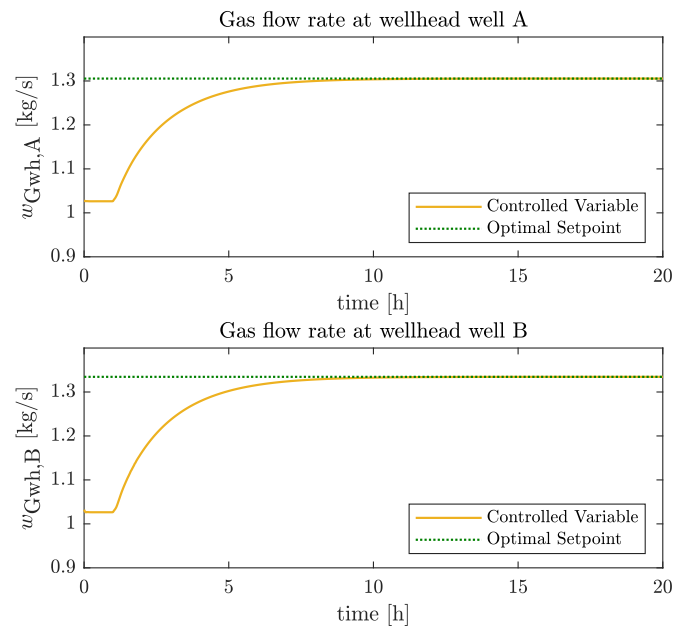 Gas flow rate at wellhead well A
1.3
1.2
1.1
1
0.9
w_Gwh,A [kg/s]
Controlled Variable
Optimal Setpoint
0 5 10 15 20
time [h]
Gas flow rate at wellhead well B
1.3
1.2
1.1
1
0.9
w_Gwh,B [kg/s]
Controlled Variable
Optimal Setpoint
0 5 10 15 20
time [h]